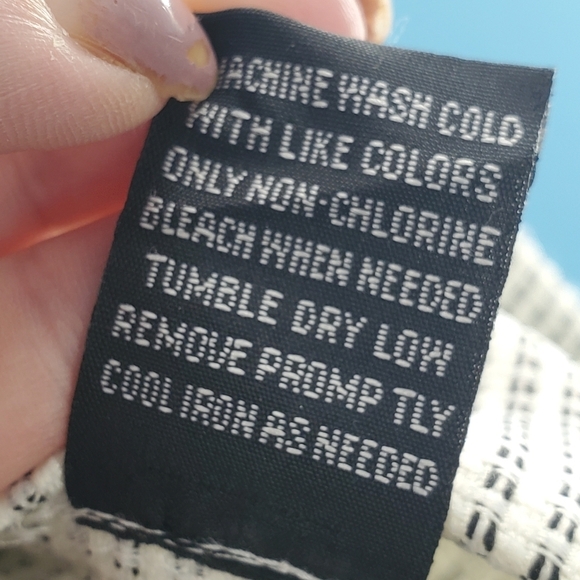 MACHINE WASH COLD
WITH LIKE COLORS
ONLY NON-CHLORINE
BLEACH WHEN NEEDED
TUMBLE DRY LOW
REMOVE PROMP TLY
COOL IRON AS NEEDED